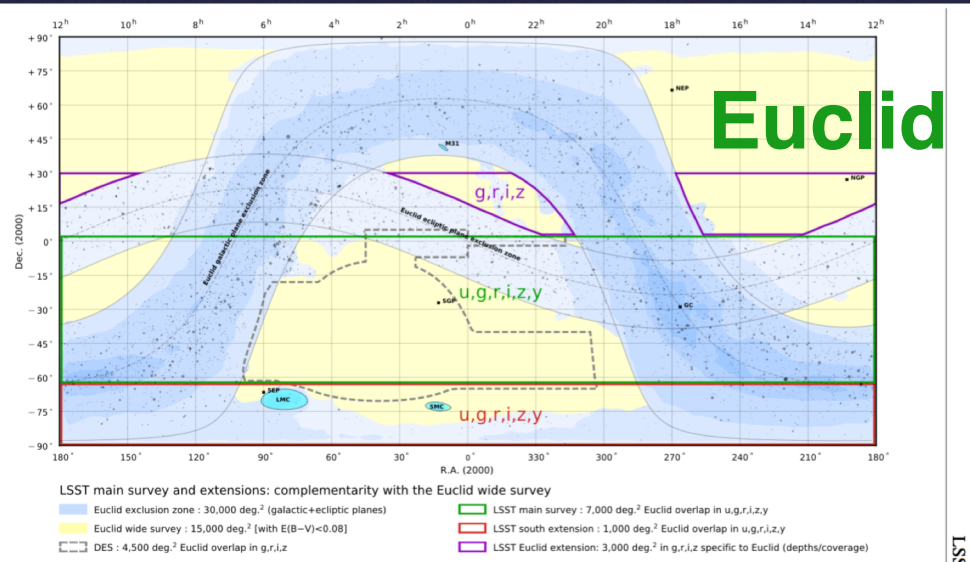 12h 10h 8h 6h 4h 2h 0h 22h 20h 18h 16h 14h 12h
+90°
+75°
+60°
+45°
+30°
+15°
0°
−15°
−30°
−45°
−60°
−75°
−90°
Dec. (2000)
NEP
Euclid
M31
NGP
g,r,i,z
Euclid galactic plane exclusion zone
Euclid ecliptic plane exclusion zone
u,g,r,i,z,y
SGP
GC
SEP
LMC
SMC
u,g,r,i,z,y
180° 150° 120° 90° 60° 30° 0° 330° 300° 270° 240° 210° 180°
R.A. (2000)
LSST main survey and extensions: complementarity with the Euclid wide survey
Euclid exclusion zone : 30,000 deg.² (galactic+ecliptic planes)
Euclid wide survey : 15,000 deg.² [with E(B−V)<0.08]
DES : 4,500 deg.² Euclid overlap in g,r,i,z
LSST main survey : 7,000 deg.² Euclid overlap in u,g,r,i,z,y
LSST south extension : 1,000 deg.² Euclid overlap in u,g,r,i,z,y
LSST Euclid extension: 3,000 deg.² in g,r,i,z specific to Euclid (depths/coverage)